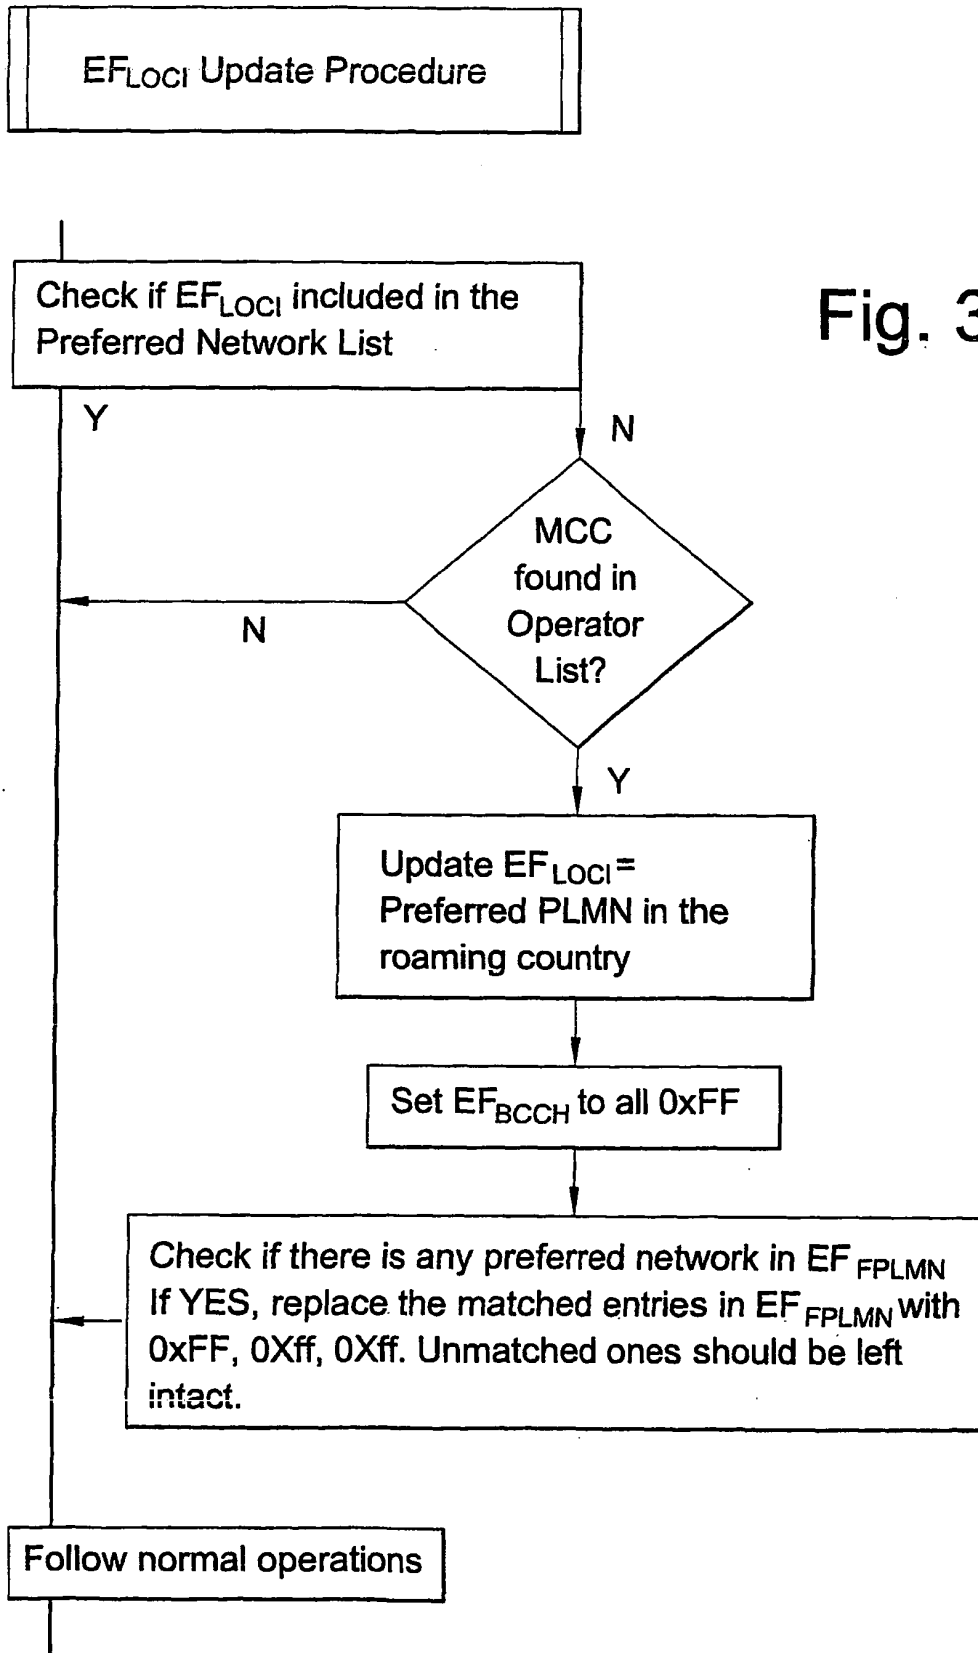 EFLOCI Update Procedure
Check if EFLOCI included in the
Preferred Network List
Fig. 3
Y
N
MCC
found in
Operator
List?
N
Y
Update EFLOCI=
Preferred PLMN in the
roaming country
Set EFBCCH to all 0xFF
Check if there is any preferred network in EF FPLMN
If YES, replace the matched entries in EF FPLMN with
0xFF, 0Xff, 0Xff. Unmatched ones should be left
intact.
Follow normal operations